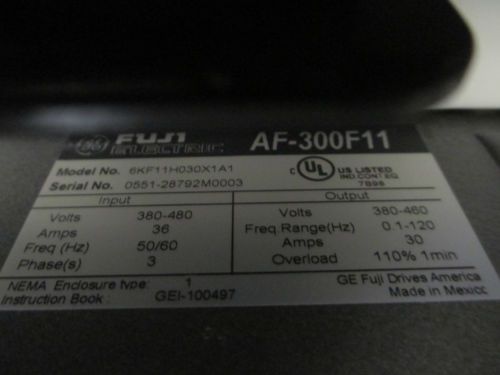 GE FUJI ELECTRIC AF-300F11
Model No. 6KF11H030X1A1
Serial No. 0551-28792M0003
C UL US LISTED
IND.CONT.EQ
7B98
Input
Volts 380-480
Amps 36
Freq (Hz) 50/60
Phase(s) 3
Output
Volts 380-460
Freq.Range(Hz) 0.1-120
Amps 30
Overload 110% 1min
NEMA Enclosure type: 1
Instruction Book : GEI-100497
GE Fuji Drives America
Made in Mexico